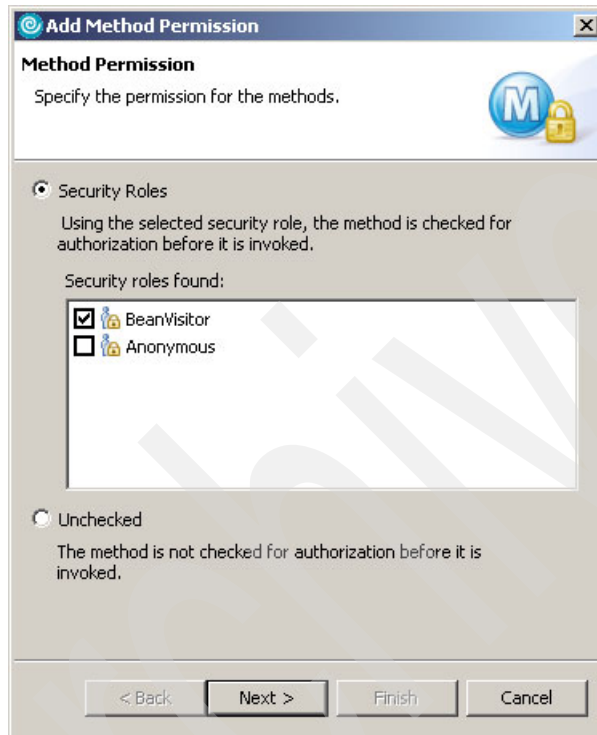 Add Method Permission
Method Permission
Specify the permission for the methods.
M
Security Roles
Using the selected security role, the method is checked for
authorization before it is invoked.
Security roles found:
BeanVisitor
Anonymous
Unchecked
The method is not checked for authorization before it is
invoked.
< Back
Next >
Finish
Cancel